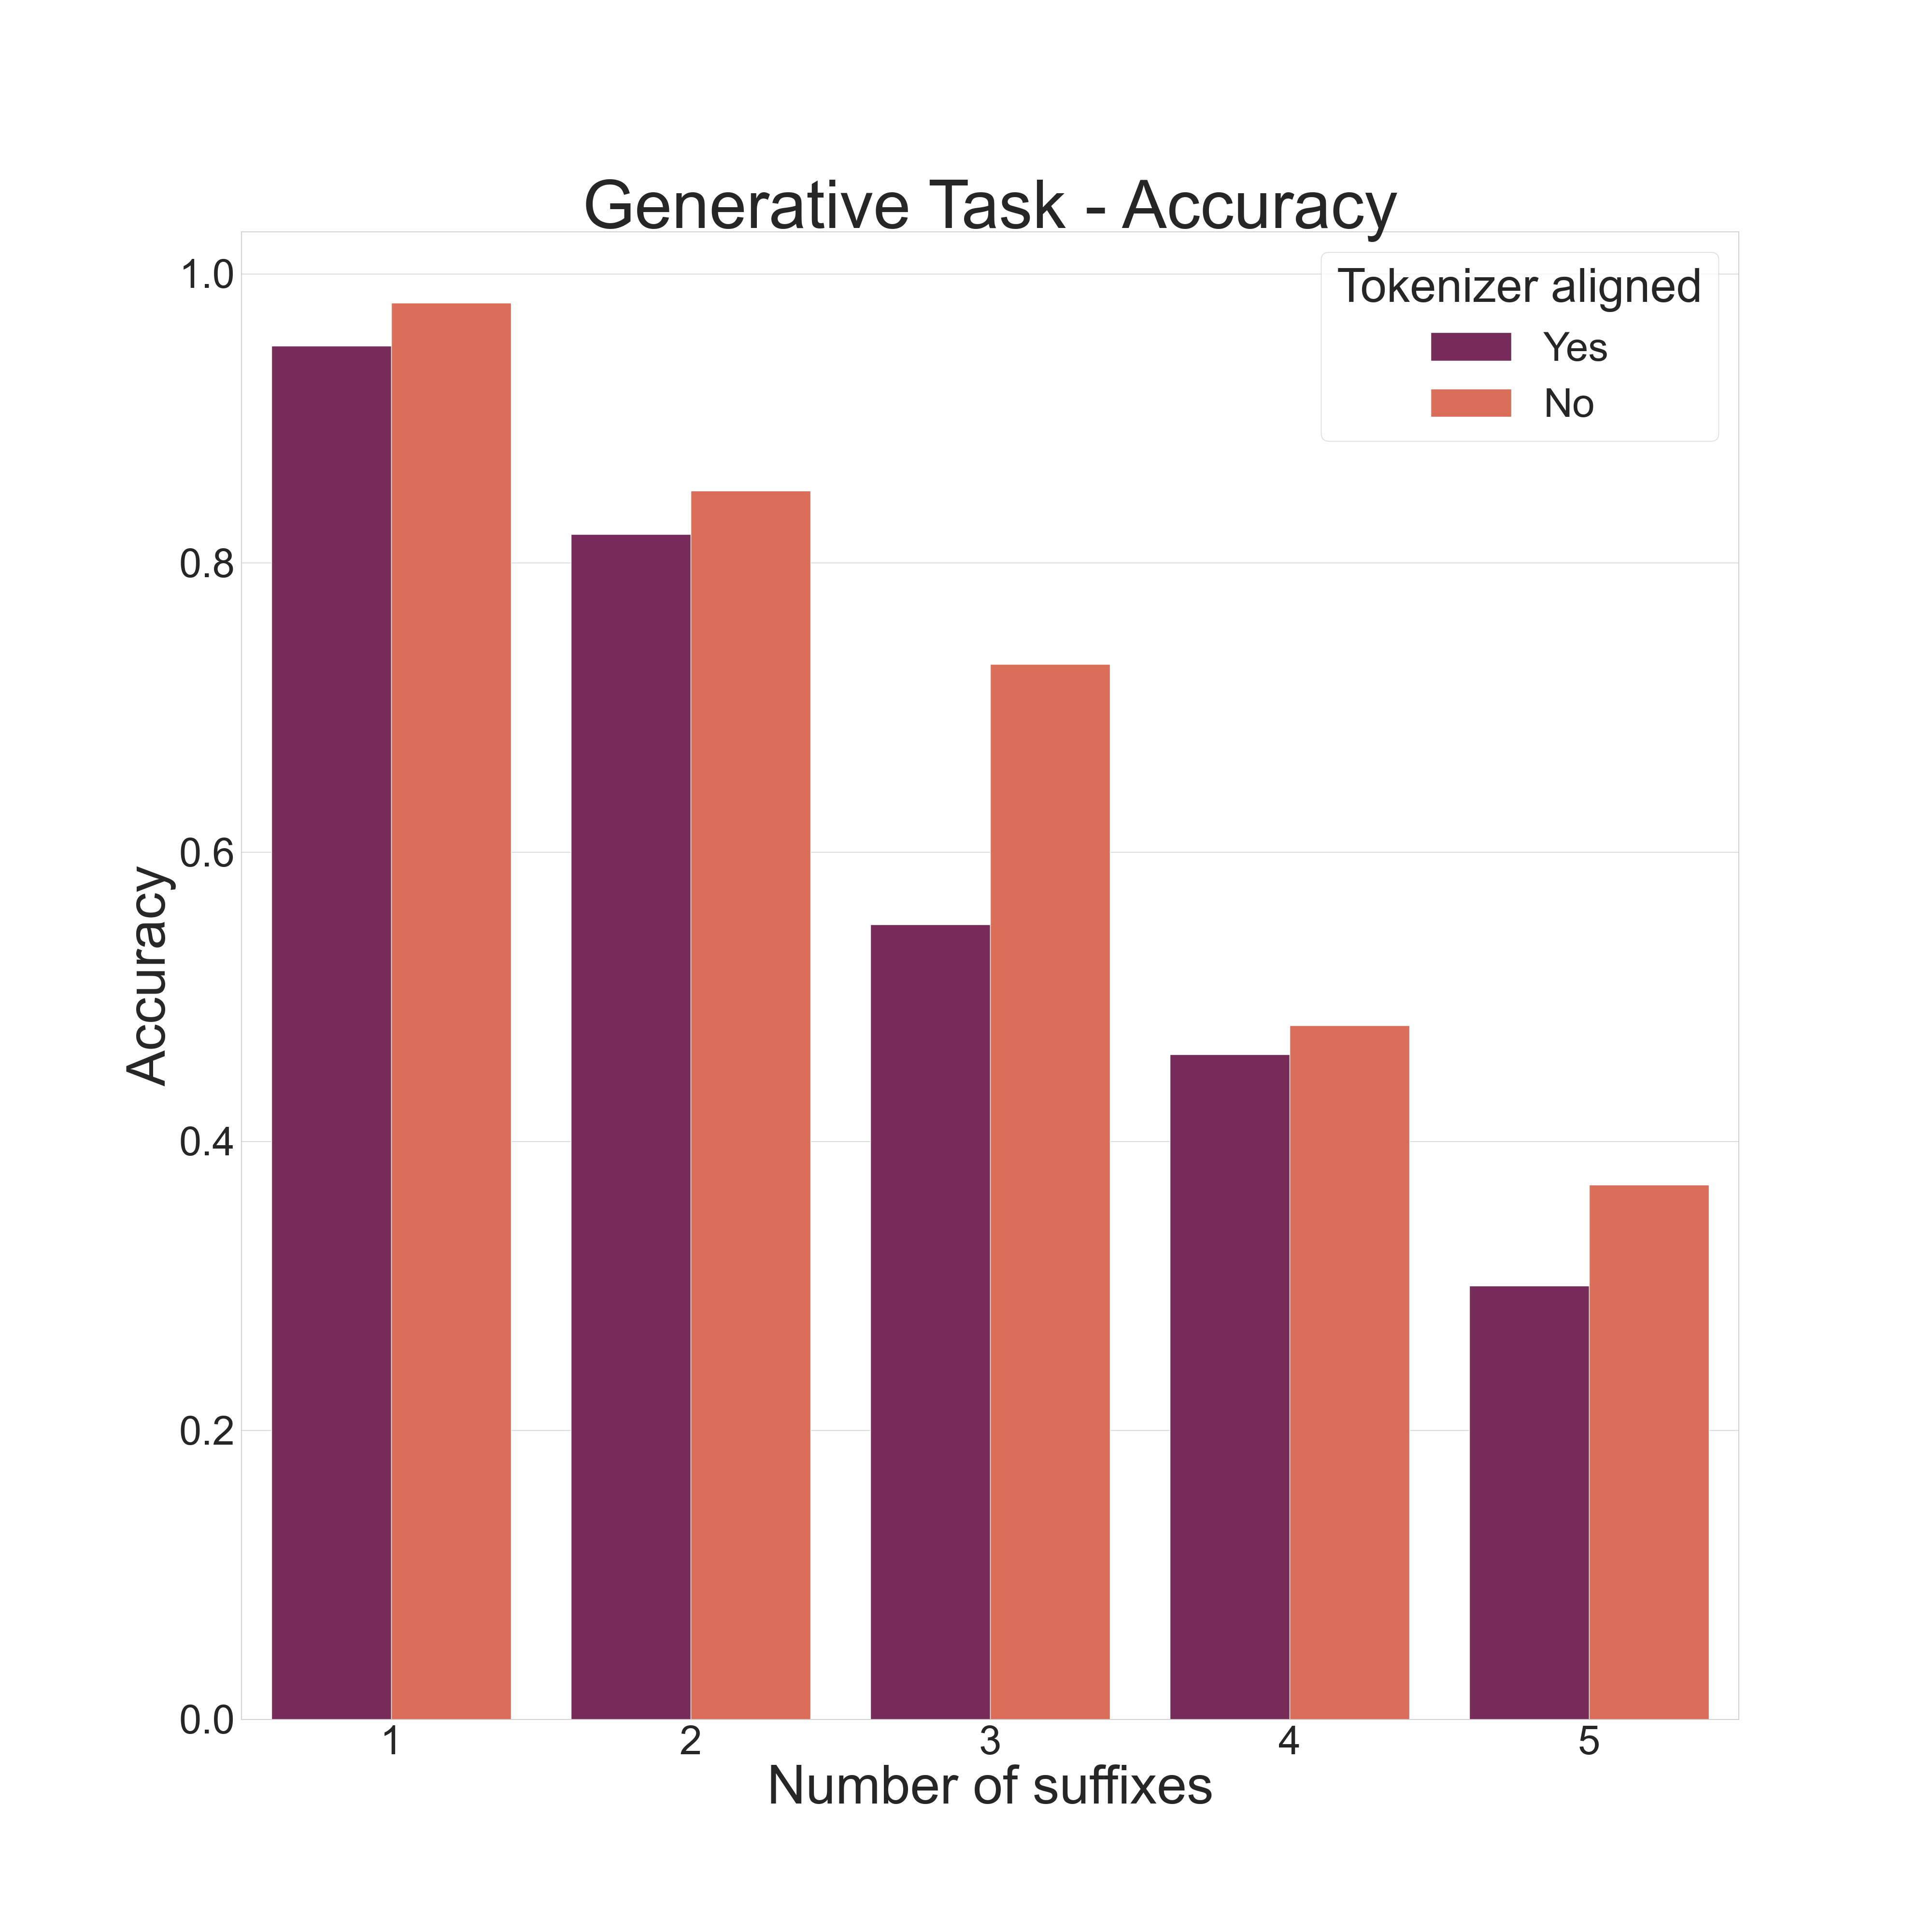 Generative Task - Accuracy
Tokenizer aligned
Yes
No
1.0
0.8
0.6
0.4
0.2
0.0
Accuracy
1 2 3 4 5
Number of suffixes